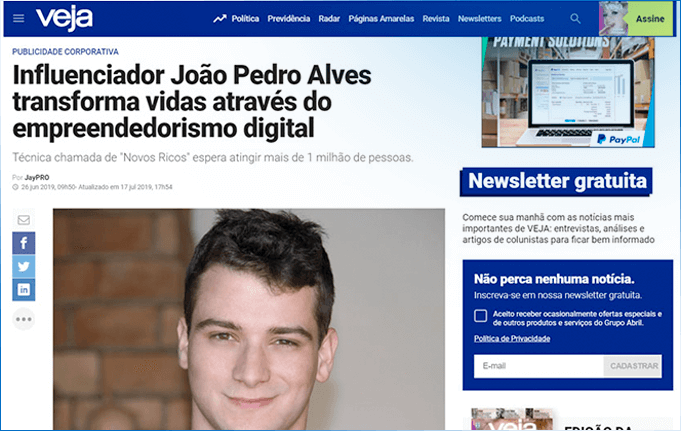 veja
Política Previdência Radar Páginas Amarelas Revista Newsletters Podcasts
Assine
PUBLICIDADE CORPORATIVA
Influenciador João Pedro Alves
transforma vidas através do
empreendedorismo digital
Técnica chamada de "Novos Ricos" espera atingir mais de 1 milhão de pessoas.
Por JayPRO
26 jun 2019, 09h50- Atualizado em 17 jul 2019, 17h54
PAYMENT SOLUTIONS
PayPal
Newsletter gratuita
Comece sua manhã com as notícias mais
importantes de VEJA: entrevistas, análises e
artigos de colunistas para ficar bem informado
Não perca nenhuma notícia.
Inscreva-se em nossa newsletter gratuita.
Aceito receber ocasionalmente ofertas especiais e
de outros produtos e serviços do Grupo Abril.
Política de Privacidade
E-mail
CADASTRAR
veja
EDIÇÃO DA